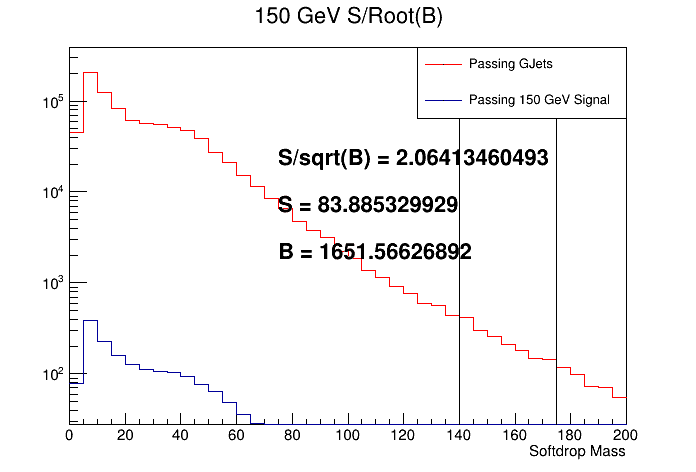 150 GeV S/Root(B)
Passing GJets
Passing 150 GeV Signal
S/sqrt(B) = 2.06413460493
S = 83.885329929
B = 1651.56626892
10^5
10^4
10^3
10^2
0 20 40 60 80 100 120 140 160 180 200
Softdrop Mass